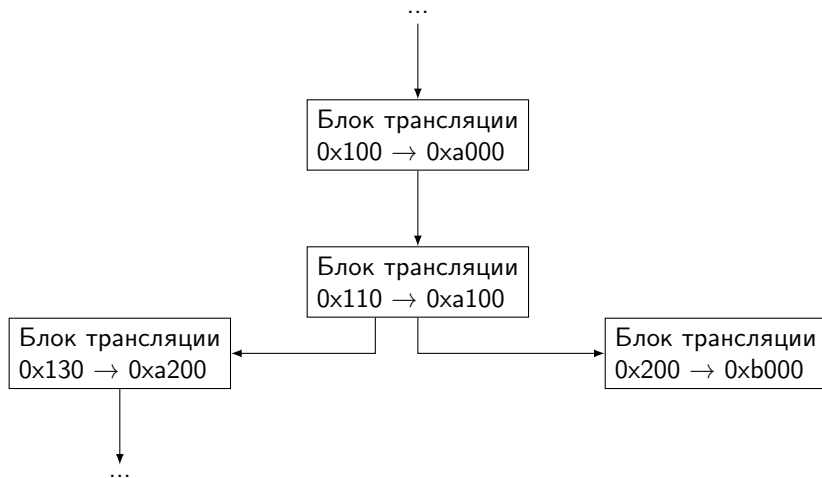 ...
Блок трансляции
0x100 → 0xa000
Блок трансляции
0x110 → 0xa100
Блок трансляции
0x130 → 0xa200
Блок трансляции
0x200 → 0xb000
...